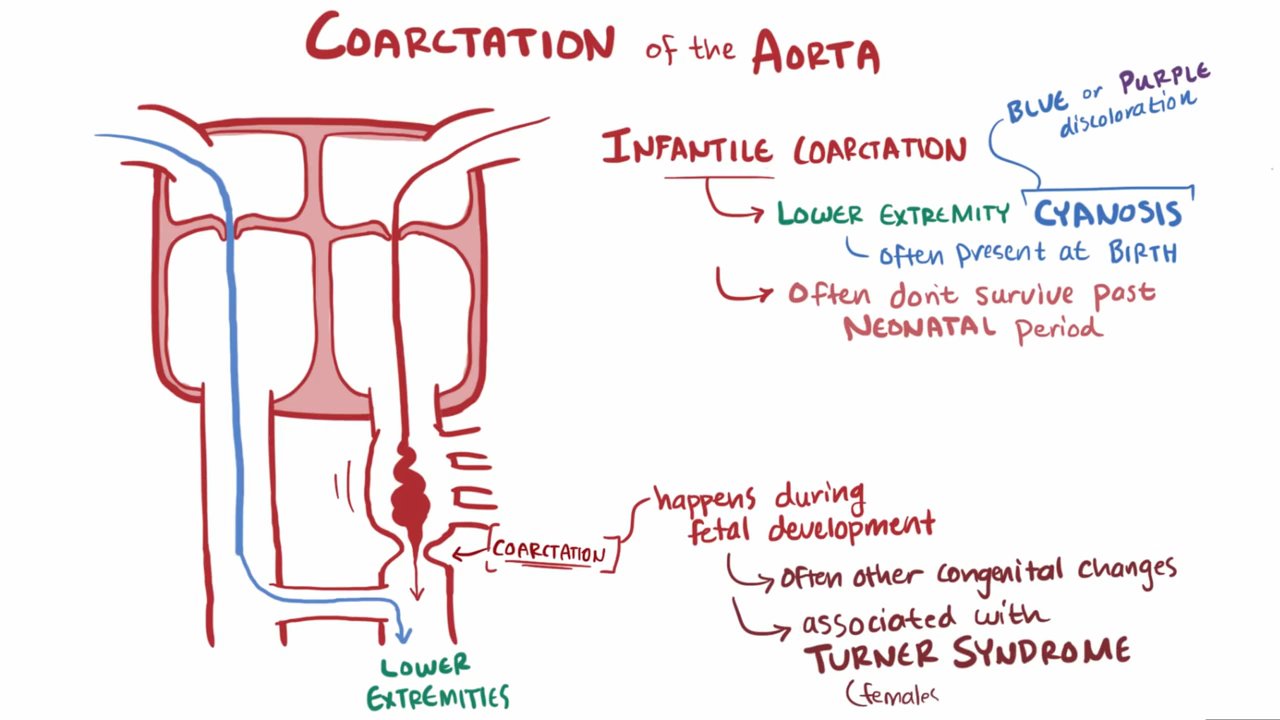 COARCTATION of the AORTA
BLUE or PURPLE
discoloration
INFANTILE COARCTATION
LOWER EXTREMITY CYANOSIS
often present at BIRTH
Often don't survive past
NEONATAL period
happens during
fetal development
COARCTATION
often other congenital changes
associated with
TURNER SYNDROME
(females
LOWER
EXTREMITIES